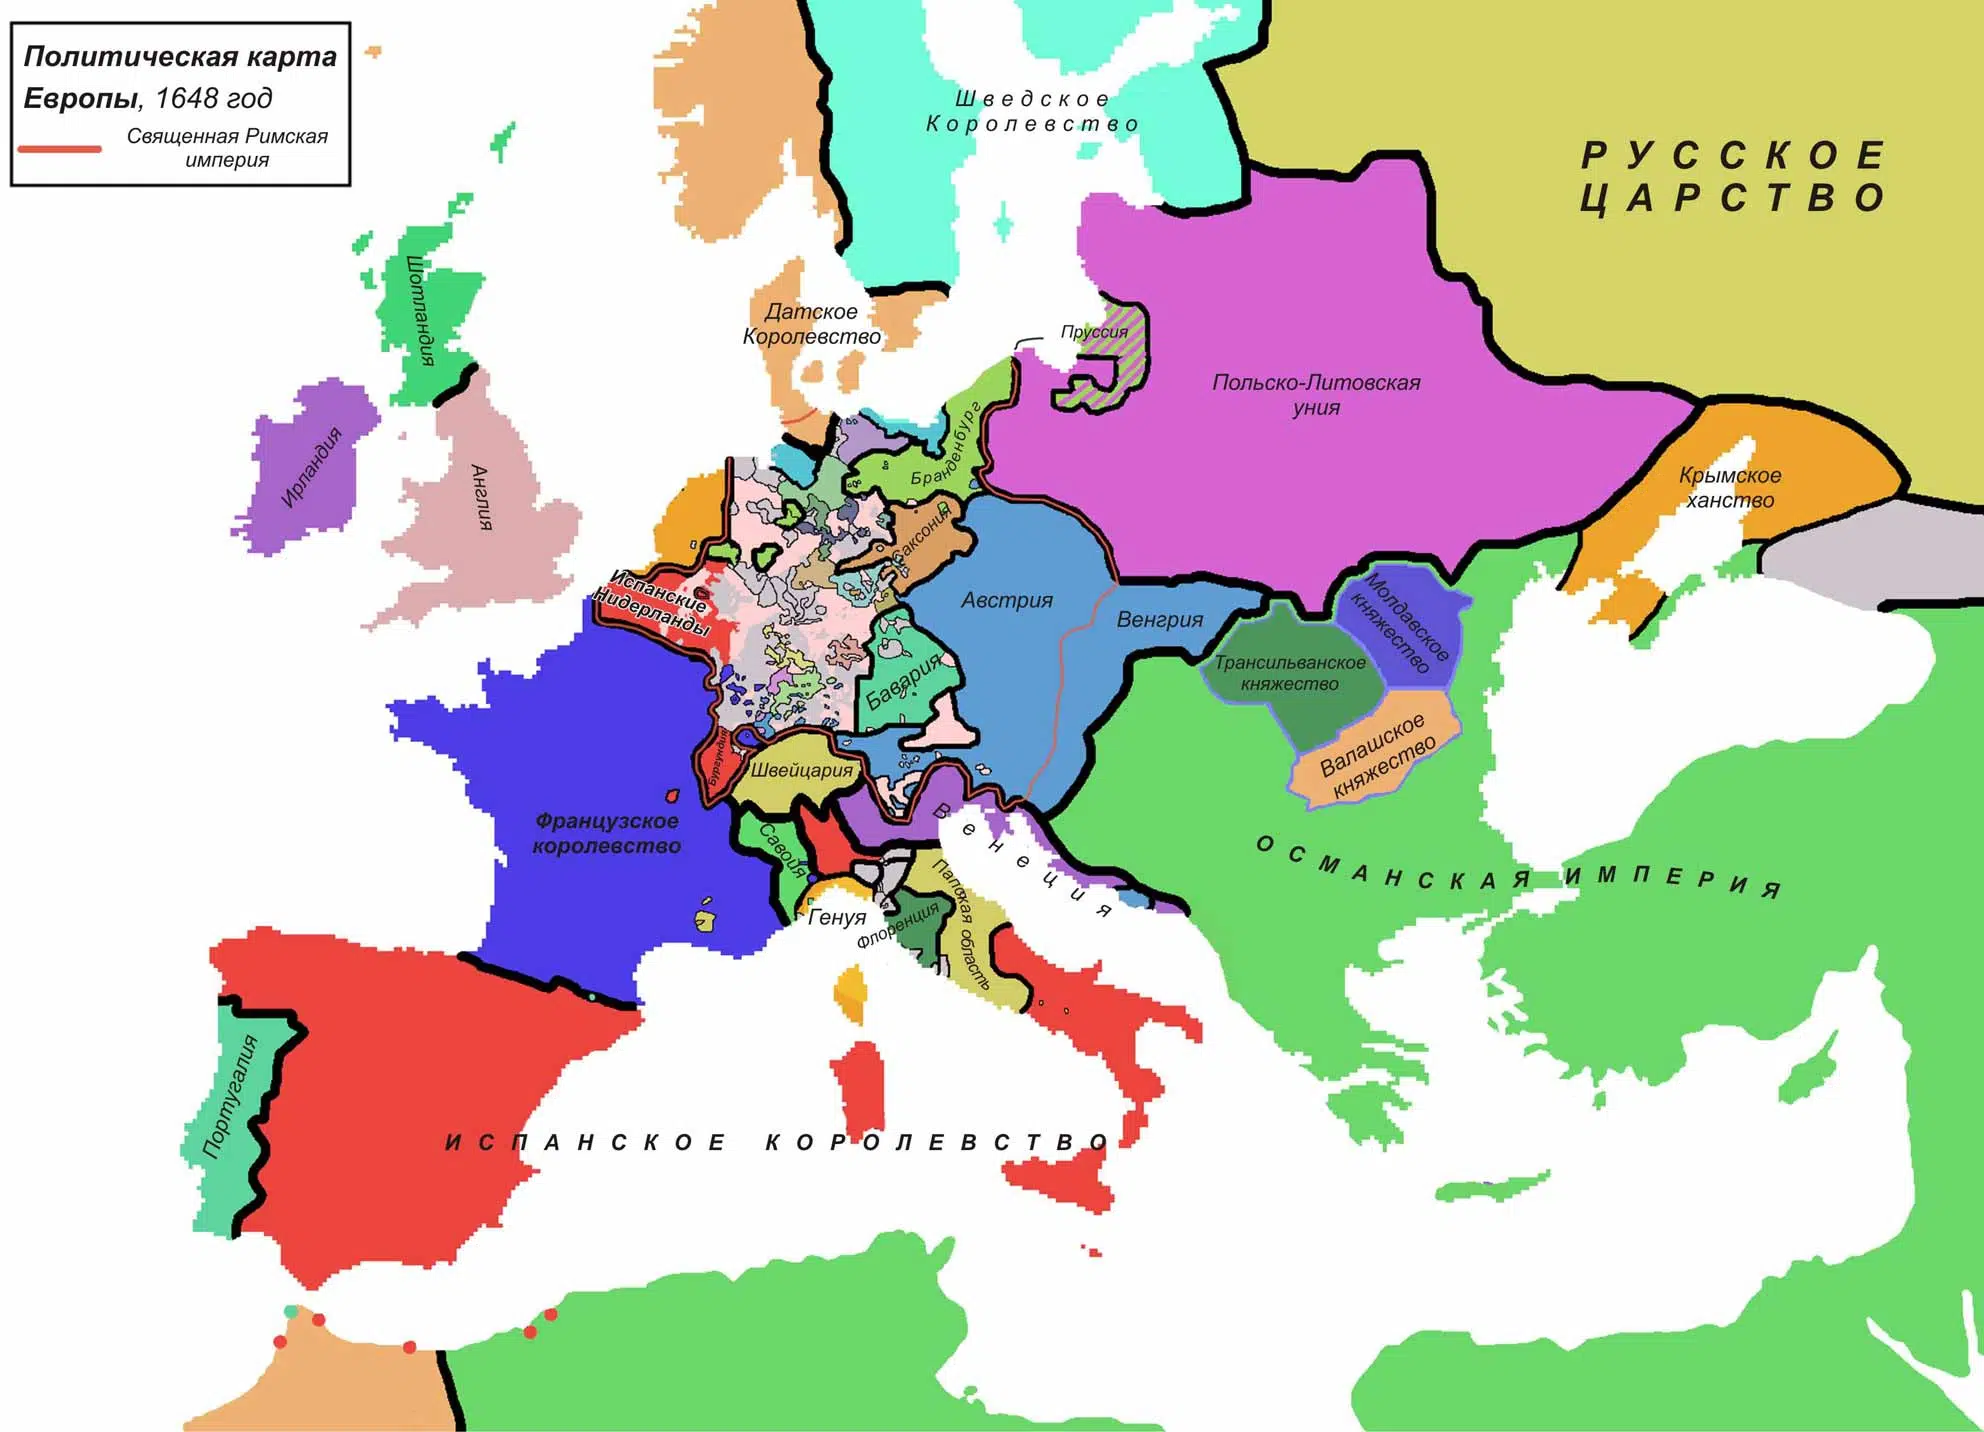 Политическая карта
Европы, 1648 год
Священная Римская
империя
Шведское
Королевство
РУССКОЕ
ЦАРСТВО
Шотландия
Датское
Королевство
Пруссия
Польско-Литовская
уния
Ирландия
Англия
Бранденбург
Крымское
ханство
Саксония
Испанские
Нидерланды
Австрия
Венгрия
Молдавское
княжество
Трансильванское
княжество
Бавария
Валашское
княжество
Бургундия
Швейцария
Французское
королевство
Савойя
Венеция
ОСМАНСКАЯ ИМПЕРИЯ
Папская область
Генуя
Флоренция
Португалия
ИСПАНСКОЕ КОРОЛЕВСТВО